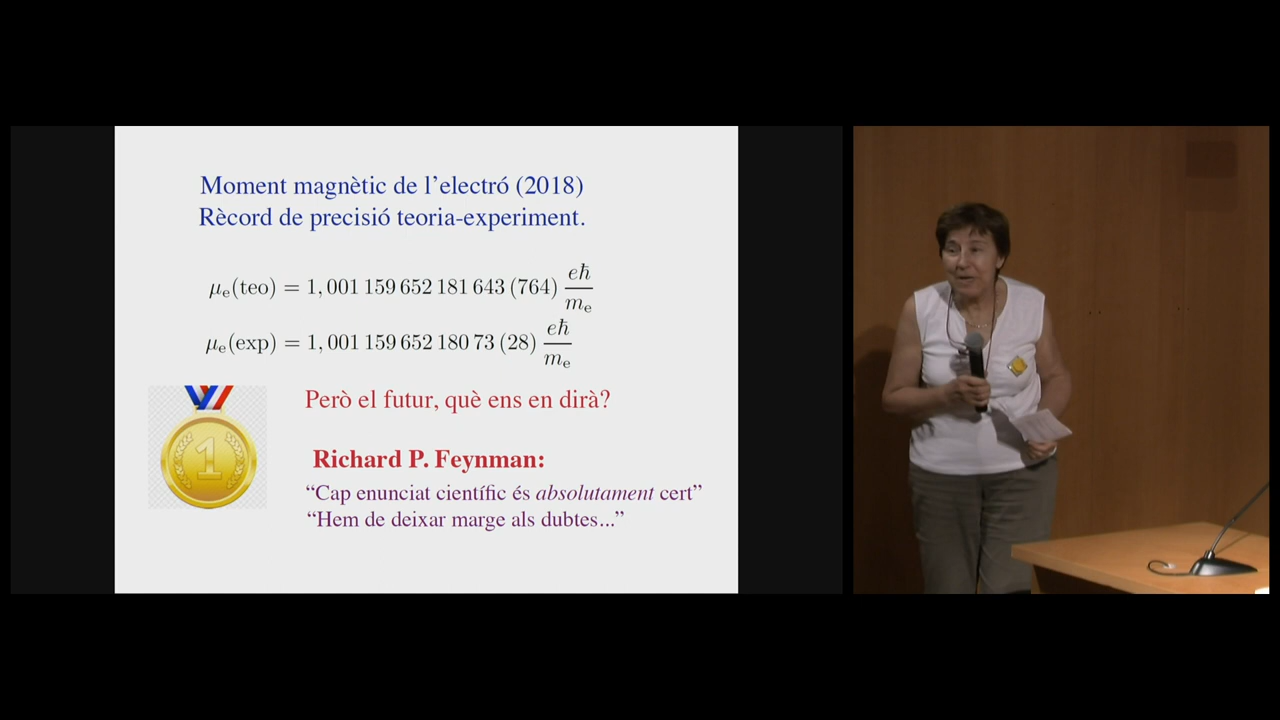 Moment magnètic de l'electró (2018)
Rècord de precisió teoria-experiment.
μₑ(teo) = 1, 001 159 652 181 643 (764) eħ/mₑ
μₑ(exp) = 1, 001 159 652 180 73 (28) eħ/mₑ
1
Però el futur, què ens en dirà?
Richard P. Feynman:
“Cap enunciat científic és absolutament cert”
“Hem de deixar marge als dubtes...”